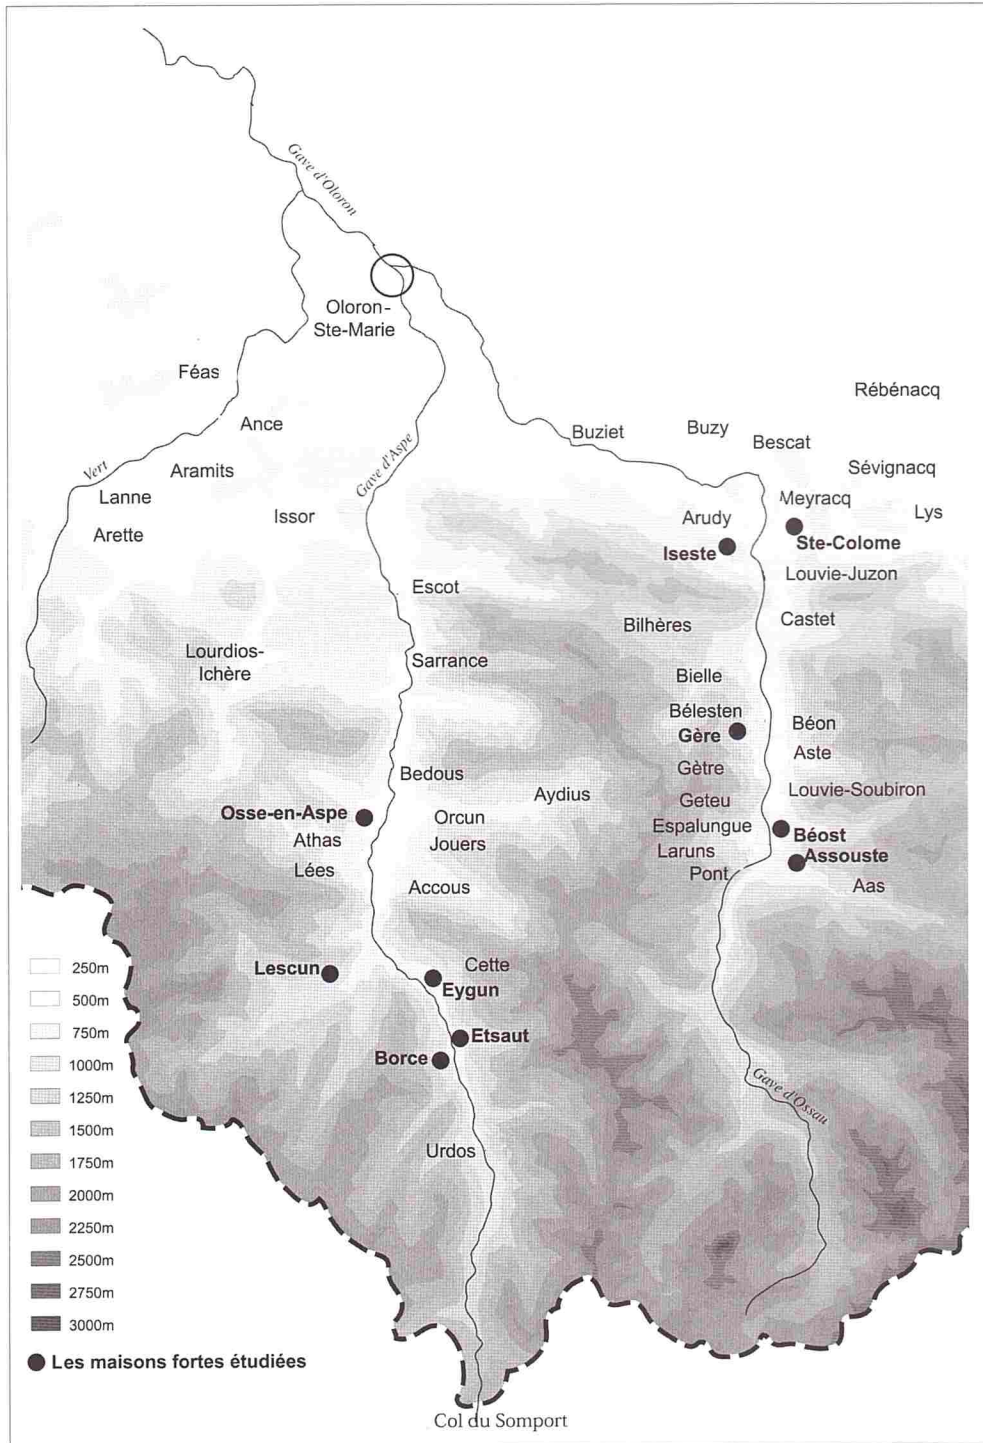 Gave d'Oloron
Oloron-
Ste-Marie
Féas
Rébénacq
Ance
Buziet
Buzy
Bescat
Gave d'Aspe
Vert
Aramits
Sévignacq
Lanne
Meyracq
Issor
Arudy
Lys
Arette
Iseste
Ste-Colome
Louvie-Juzon
Escot
Bilhères
Castet
Lourdios-
Ichère
Sarrance
Bielle
Bélesten
Gère
Béon
Aste
Bedous
Gètre
Aydius
Geteu
Louvie-Soubiron
Osse-en-Aspe
Orcun
Espalungue
Béost
Athas
Jouers
Laruns
Assouste
Lées
Accous
Pont
Aas
Lescun
Cette
Eygun
Etsaut
Borce
Gave d'Ossau
Urdos
250m
500m
750m
1000m
1250m
1500m
1750m
2000m
2250m
2500m
2750m
3000m
Les maisons fortes étudiées
Col du Somport